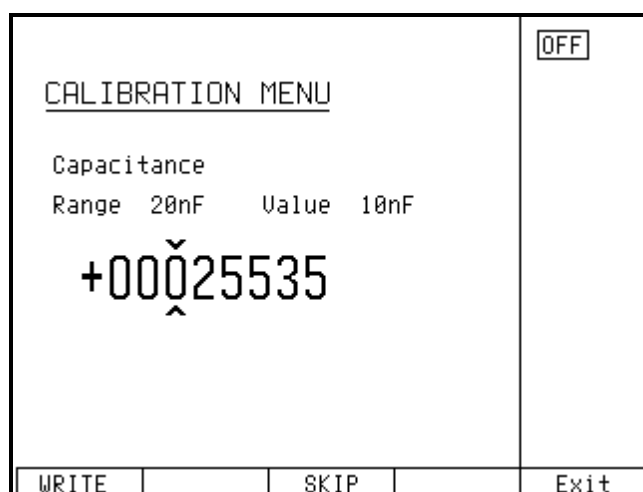 OFF
CALIBRATION MENU
Capacitance
Range 20nF Value 10nF
+00025535
WRITE SKIP Exit